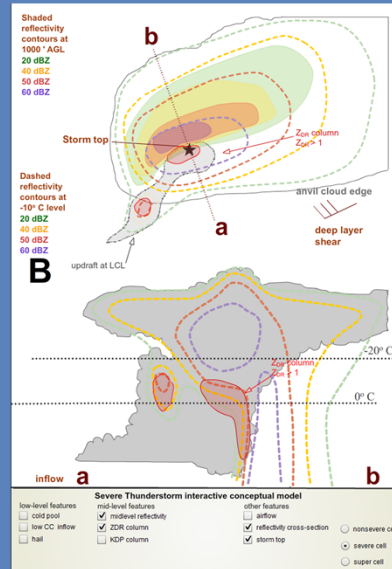 Shaded
reflectivity
contours at
1000 ' AGL
20 dBZ
40 dBZ
50 dBZ
60 dBZ
b
Storm top
ZDR column
ZDR > 1
Dashed
reflectivity
contours at
-10° C level
20 dBZ
40 dBZ
50 dBZ
60 dBZ
anvil cloud edge
a
deep layer
shear
updraft at LCL
B
-20° C
ZDR column
ZDR > 1
0° C
inflow
a
b
Severe Thunderstorm interactive conceptual model
low-level features
mid-level features
other features
cold pool
midlevel reflectivity
airflow
low CC inflow
ZDR column
reflectivity cross-section
nonsevere ce
hail
KDP column
storm top
severe cell
super cell